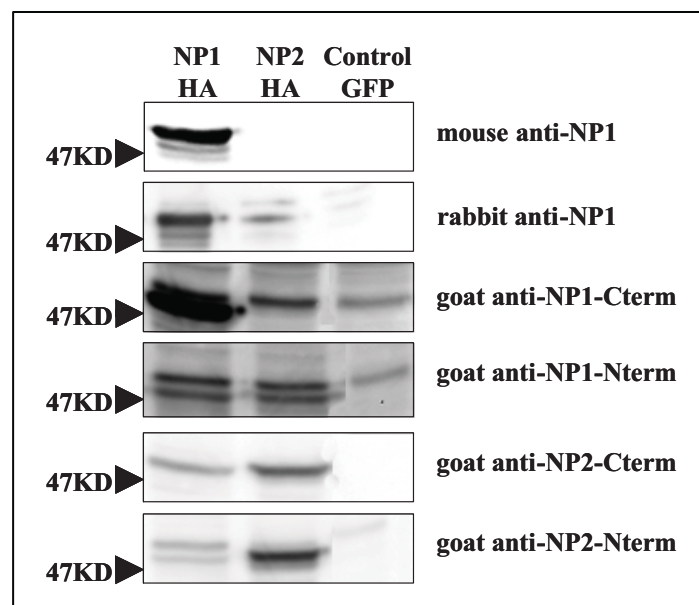 NP1 NP2 Control
HA HA GFP
47KD mouse anti-NP1
47KD rabbit anti-NP1
47KD goat anti-NP1-Cterm
47KD goat anti-NP1-Nterm
47KD goat anti-NP2-Cterm
47KD goat anti-NP2-Nterm